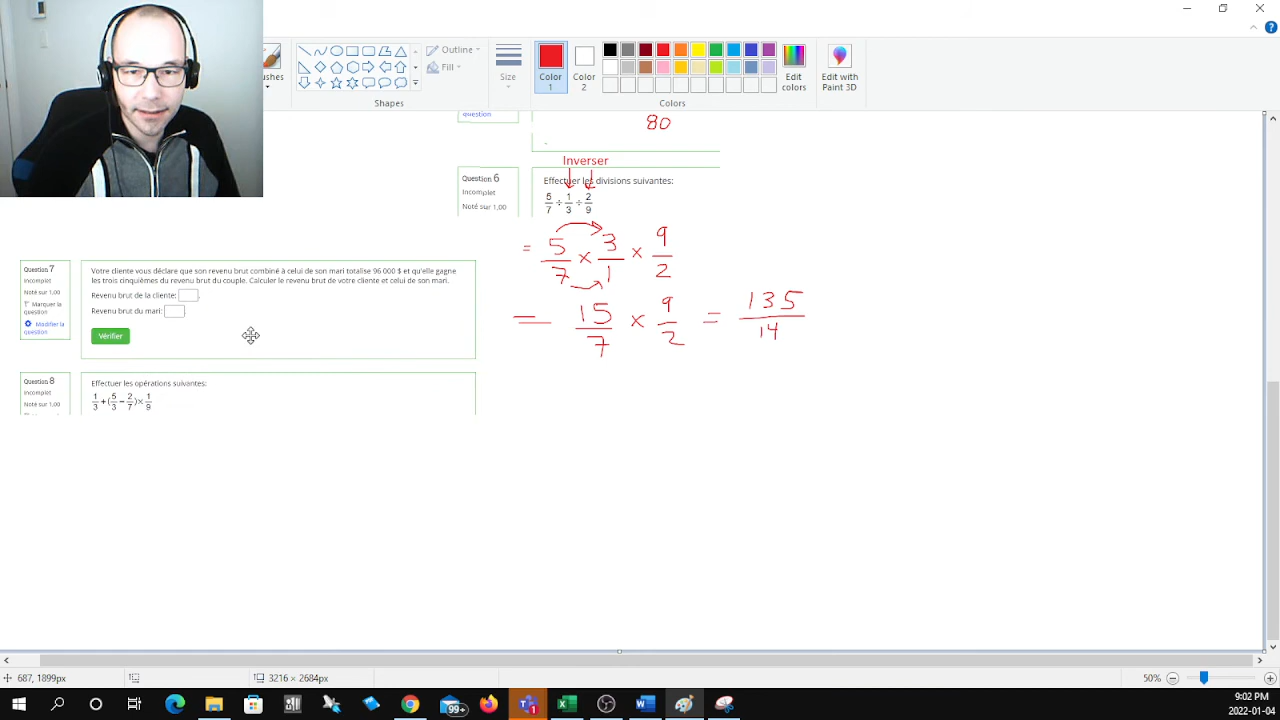 Outline
Fill
Size
Color
1
Color
2
Edit
colors
Edit with
Paint 3D
Shapes
Colors
question
80
Inverser
Question 6
Incomplet
Noté sur 1,00
Effectuer les divisions suivantes:
5/7 ÷ 1/3 ÷ 2/9
= 5/7 × 3/1 × 9/2
= 15/7 × 9/2 = 135/14
Question 7
Incomplet
Noté sur 1,00
Marquer la
question
Modifier la
question
Votre cliente vous déclare que son revenu brut combiné à celui de son mari totalise 96 000 $ et qu'elle gagne
les trois cinquièmes du revenu brut du couple. Calculer le revenu brut de votre cliente et celui de son mari.
Revenu brut de la cliente: .
Revenu brut du mari:
Vérifier
Question 8
Incomplet
Noté sur 1,00
Effectuer les opérations suivantes:
1/3 + (5/3 − 2/7) × 1/9
687, 1899px
3216 × 2684px
50%
99+
9:02 PM
2022-01-04